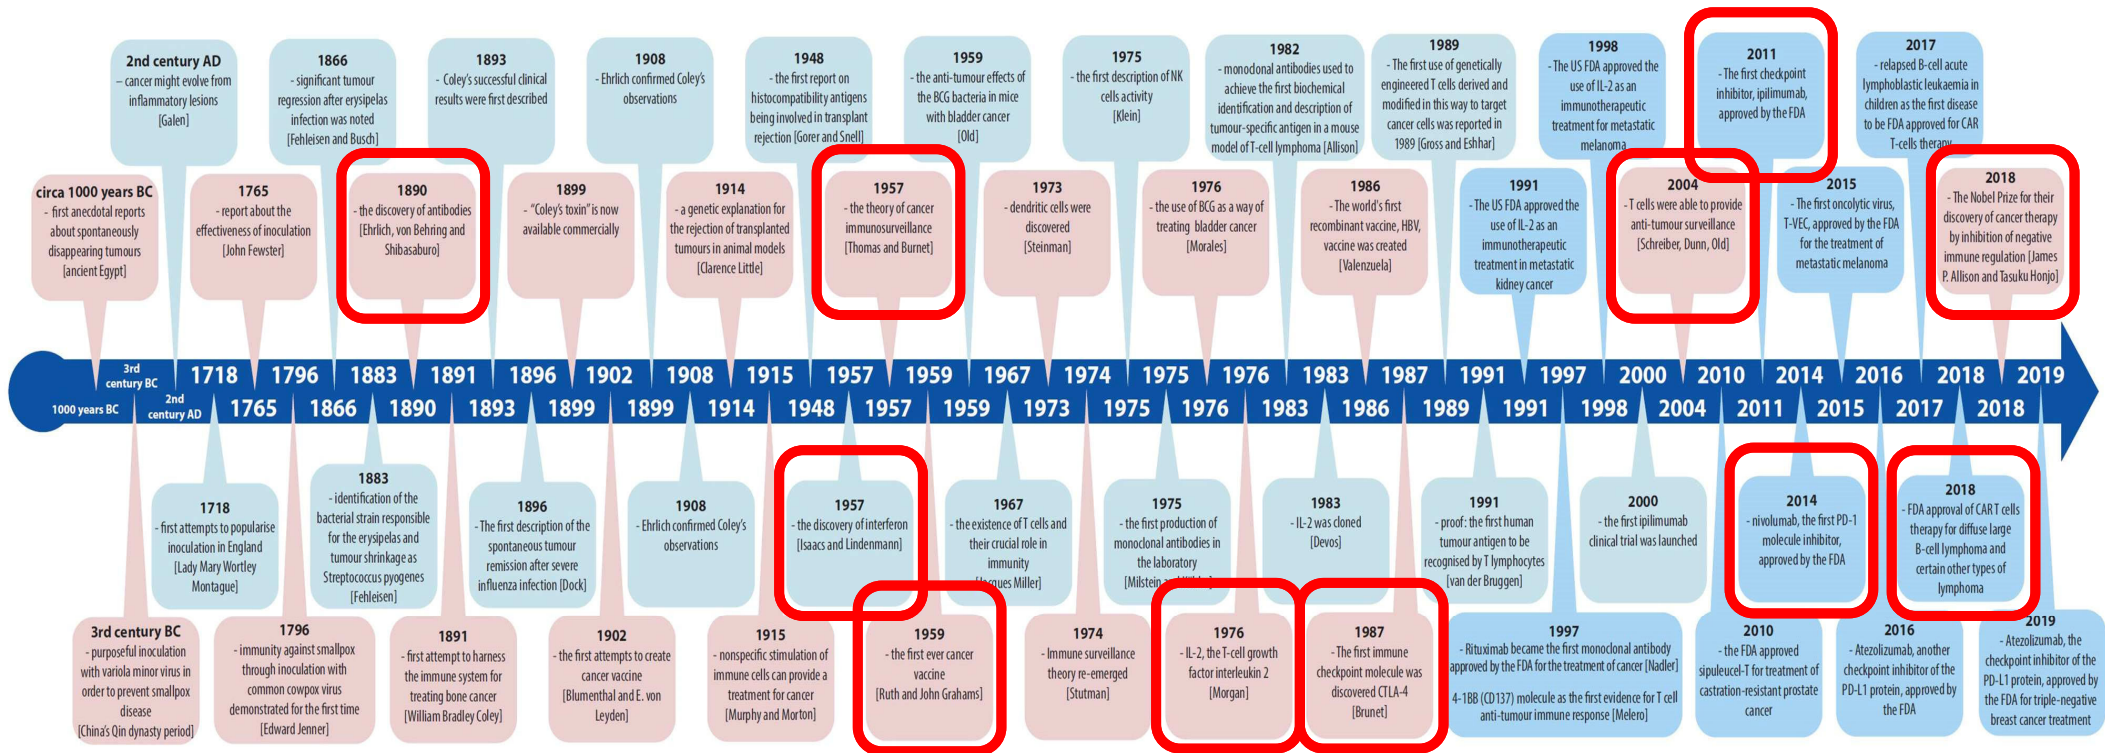 2nd century AD
– cancer might evolve from
inflammatory lesions
[Galen]
1866
- significant tumour
regression after erysipelas
infection was noted
[Fehleisen and Busch]
1893
- Coley's successful clinical
results were first described
1908
- Ehrlich confirmed Coley's
observations
1948
- the first report on
histocompatibility antigens
being involved in transplant
rejection [Gorer and Snell]
1959
- the anti-tumour effects of
the BCG bacteria in mice
with bladder cancer
[Old]
1975
- the first description of NK
cells activity
[Klein]
1982
- monoclonal antibodies used to
achieve the first biochemical
identification and description of
tumour-specific antigen in a mouse
model of T-cell lymphoma [Allison]
1989
- The first use of genetically
engineered T cells derived and
modified in this way to target
cancer cells was reported in
1989 [Gross and Eshhar]
1998
- The US FDA approved the
use of IL-2 as an
immunotherapeutic
treatment for metastatic
melanoma
2011
- The first checkpoint
inhibitor, ipilimumab,
approved by the FDA
2017
- relapsed B-cell acute
lymphoblastic leukaemia in
children as the first disease
to be FDA approved for CAR
T-cells therapy
circa 1000 years BC
- first anecdotal reports
about spontaneously
disappearing tumours
[ancient Egypt]
1765
- report about the
effectiveness of inoculation
[John Fewster]
1890
- the discovery of antibodies
[Ehrlich, von Behring and
Shibasaburo]
1899
- "Coley's toxin" is now
available commercially
1914
- a genetic explanation for
the rejection of transplanted
tumours in animal models
[Clarence Little]
1957
- the theory of cancer
immunosurveillance
[Thomas and Burnet]
1973
- dendritic cells were
discovered
[Steinman]
1976
- the use of BCG as a way of
treating bladder cancer
[Morales]
1986
- The world's first
recombinant vaccine, HBV,
vaccine was created
[Valenzuela]
1991
- The US FDA approved the
use of IL-2 as an
immunotherapeutic
treatment in metastatic
kidney cancer
2004
- T cells were able to provide
anti-tumour surveillance
[Schreiber, Dunn, Old]
2015
- The first oncolytic virus,
T-VEC, approved by the FDA
for the treatment of
metastatic melanoma
2018
- The Nobel Prize for their
discovery of cancer therapy
by inhibition of negative
immune regulation [James
P. Allison and Tasuku Honjo]
3rd
century BC
1718 1796 1883 1891 1896 1902 1908 1915 1957 1959 1967 1974 1975 1976 1983 1987 1991 1997 2000 2010 2014 2016 2018 2019
1000 years BC
2nd
century AD
1765 1866 1890 1893 1899 1899 1914 1948 1957 1959 1973 1975 1976 1983 1986 1989 1991 1998 2004 2011 2015 2017 2018
1718
- first attempts to popularise
inoculation in England
[Lady Mary Wortley
Montague]
1883
- identification of the
bacterial strain responsible
for the erysipelas and
tumour shrinkage as
Streptococcus pyogenes
[Fehleisen]
1896
- The first description of the
spontaneous tumour
remission after severe
influenza infection [Dock]
1908
- Ehrlich confirmed Coley's
observations
1957
- the discovery of interferon
[Isaacs and Lindenmann]
1967
- the existence of T cells and
their crucial role in
immunity
[Jacques Miller]
1975
- the first production of
monoclonal antibodies in
the laboratory
[Milstein and
1983
- IL-2 was cloned
[Devos]
1991
- proof: the first human
tumour antigen to be
recognised by T lymphocytes
[van der Bruggen]
2000
- the first ipilimumab
clinical trial was launched
2014
- nivolumab, the first PD-1
molecule inhibitor,
approved by the FDA
2018
- FDA approval of CAR T cells
therapy for diffuse large
B-cell lymphoma and
certain other types of
lymphoma
3rd century BC
- purposeful inoculation
with variola minor virus in
order to prevent smallpox
disease
[China's Qin dynasty period]
1796
- immunity against smallpox
through inoculation with
common cowpox virus
demonstrated for the first time
[Edward Jenner]
1891
- first attempt to harness
the immune system for
treating bone cancer
[William Bradley Coley]
1902
- the first attempts to create
cancer vaccine
[Blumenthal and E. von
Leyden]
1915
- nonspecific stimulation of
immune cells can provide a
treatment for cancer
[Murphy and Morton]
1959
- the first ever cancer
vaccine
[Ruth and John Grahams]
1974
- Immune surveillance
theory re-emerged
[Stutman]
1976
- IL-2, the T-cell growth
factor interleukin 2
[Morgan]
1987
- The first immune
checkpoint molecule was
discovered CTLA-4
[Brunet]
1997
- Rituximab became the first monoclonal antibody
approved by the FDA for the treatment of cancer [Nadler]
4-1BB (CD137) molecule as the first evidence for T cell
anti-tumour immune response [Melero]
2010
- the FDA approved
sipuleucel-T for treatment of
castration-resistant prostate
cancer
2016
- Atezolizumab, another
checkpoint inhibitor of the
PD-L1 protein, approved by
the FDA
2019
- Atezolizumab, the
checkpoint inhibitor of the
PD-L1 protein, approved by
the FDA for triple-negative
breast cancer treatment